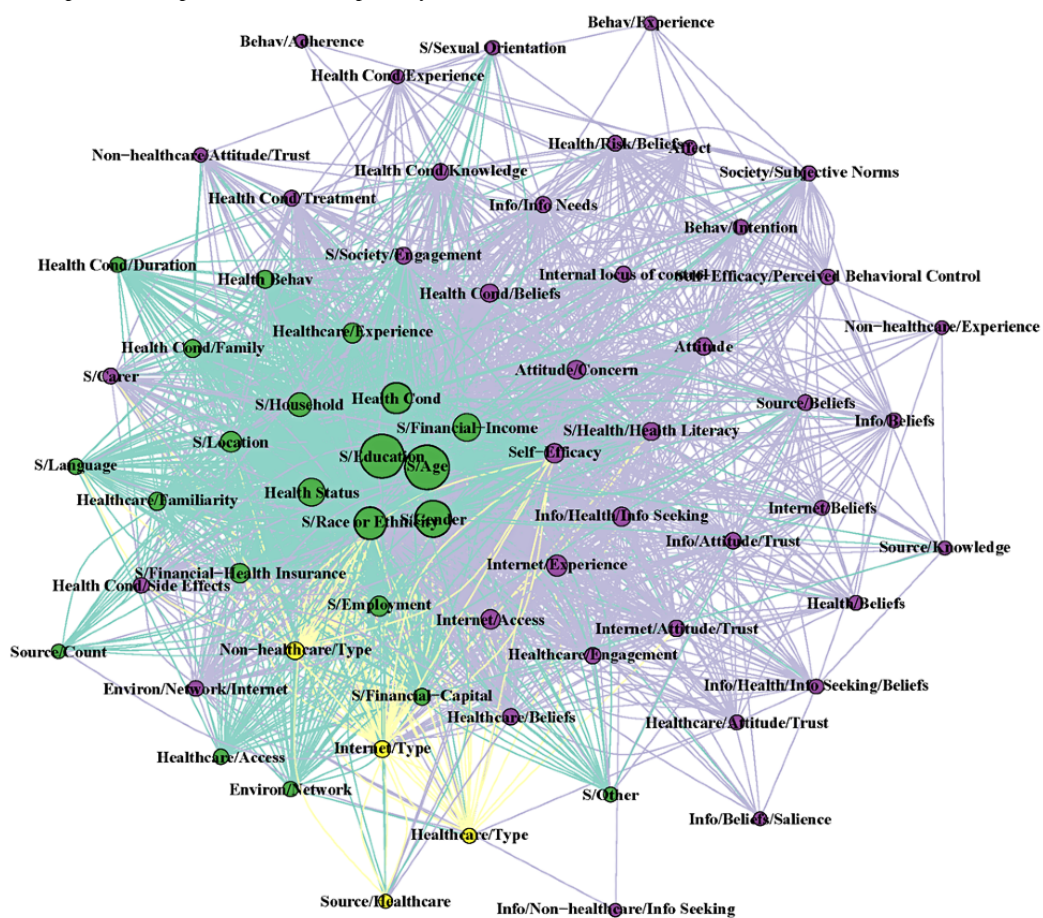 Behav/Experience
Behav/Adherence
S/Sexual Orientation
Health Cond/Experience
Health/Risk/Beliefs
Affect
Non−healthcare/Attitude/Trust
Health Cond/Knowledge
Society/Subjective Norms
Health Cond/Treatment
Info/Info Needs
Behav/Intention
S/Society/Engagement
Health Cond/Duration
Health Behav
Internal locus of control
Self−Efficacy/Perceived Behavioral Control
Health Cond/Beliefs
Healthcare/Experience
Non−healthcare/Experience
Health Cond/Family
Attitude
S/Carer
Attitude/Concern
Health Cond
S/Household
Source/Beliefs
Info/Beliefs
S/Financial−Income
S/Health/Health Literacy
S/Location
Self−Efficacy
S/Education
S/Age
S/Language
Health Status
Healthcare/Familiarity
Internet/Beliefs
S/Race or Ethnicity
S/Gender
Info/Health/Info Seeking
Info/Attitude/Trust
Source/Knowledge
Internet/Experience
S/Financial−Health Insurance
Health Cond/Side Effects
Health/Beliefs
S/Employment
Internet/Access
Internet/Attitude/Trust
Source/Count
Non−healthcare/Type
Healthcare/Engagement
Environ/Network/Internet
Info/Health/Info Seeking/Beliefs
S/Financial−Capital
Healthcare/Beliefs
Healthcare/Attitude/Trust
Internet/Type
Healthcare/Access
Environ/Network
S/Other
Info/Beliefs/Salience
Healthcare/Type
Source/Healthcare
Info/Non−healthcare/Info Seeking